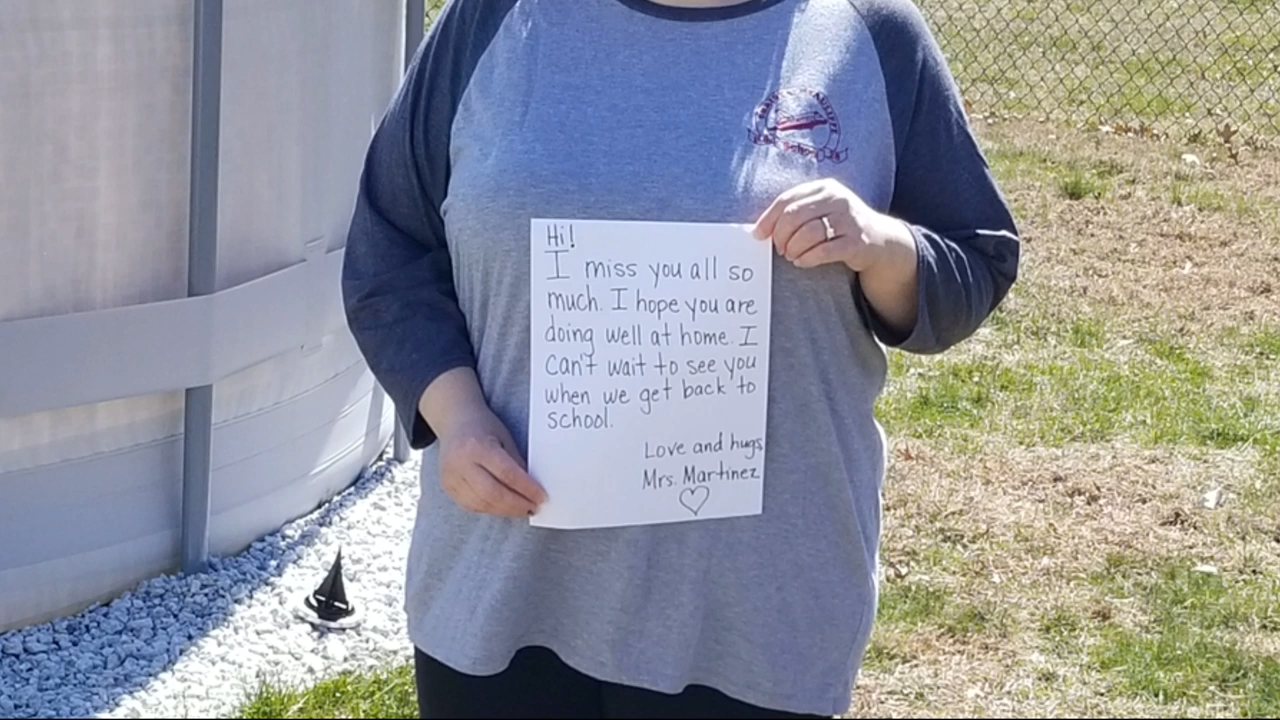 Hi!
I miss you all so
much. I hope you are
doing well at home. I
can't wait to see you
when we get back to
school.
Love and hugs,
Mrs. Martinez